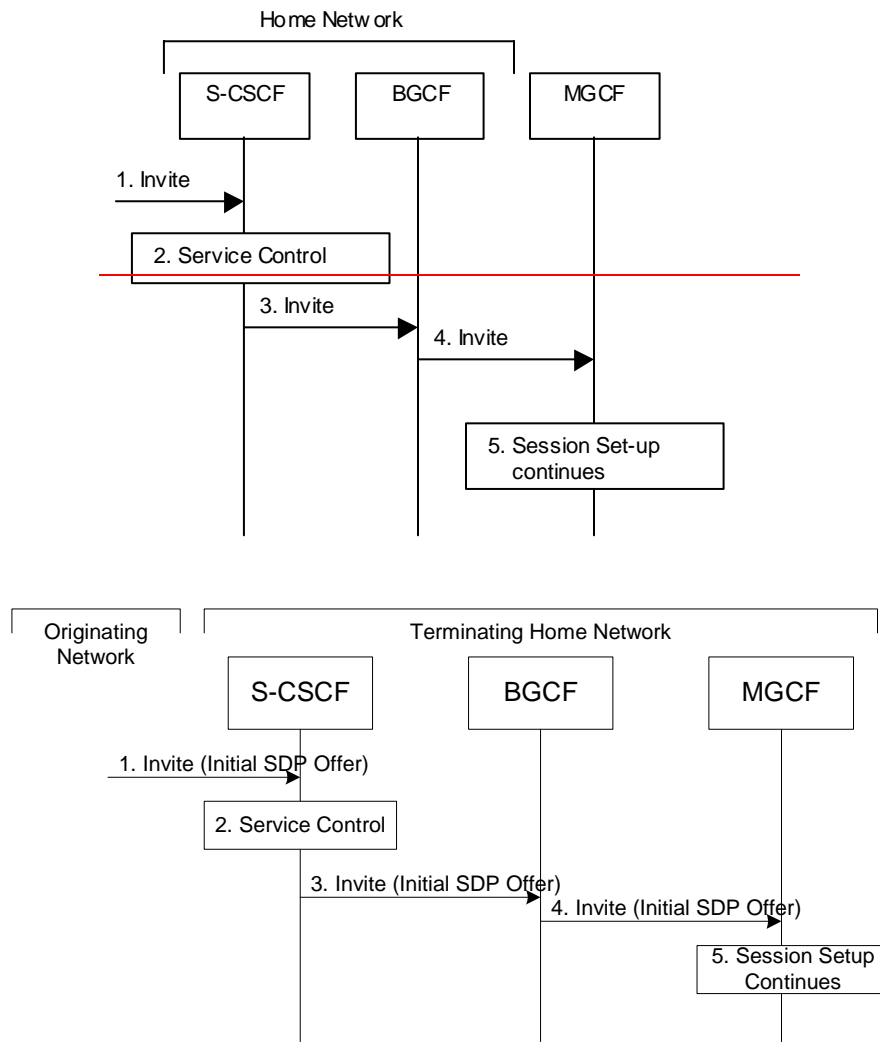 Home Network
S-CSCF BGCF MGCF
1. Invite
2. Service Control
3. Invite
4. Invite
5. Session Set-up
continues
Originating
Network
Terminating Home Network
S-CSCF BGCF MGCF
1. Invite (Initial SDP Offer)
2. Service Control
3. Invite (Initial SDP Offer)
4. Invite (Initial SDP Offer)
5. Session Setup
Continues